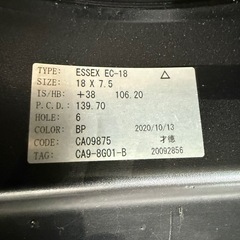 TYPE: ESSEX EC-18
SIZE: 18 X 7.5
IS/HB: +38 106.20
P.C.D: 139.70
HOLE: 6
COLOR: BP 2020/10/13
CODE: CA09875 才德
TAG: CA9-8G01-B 20092856